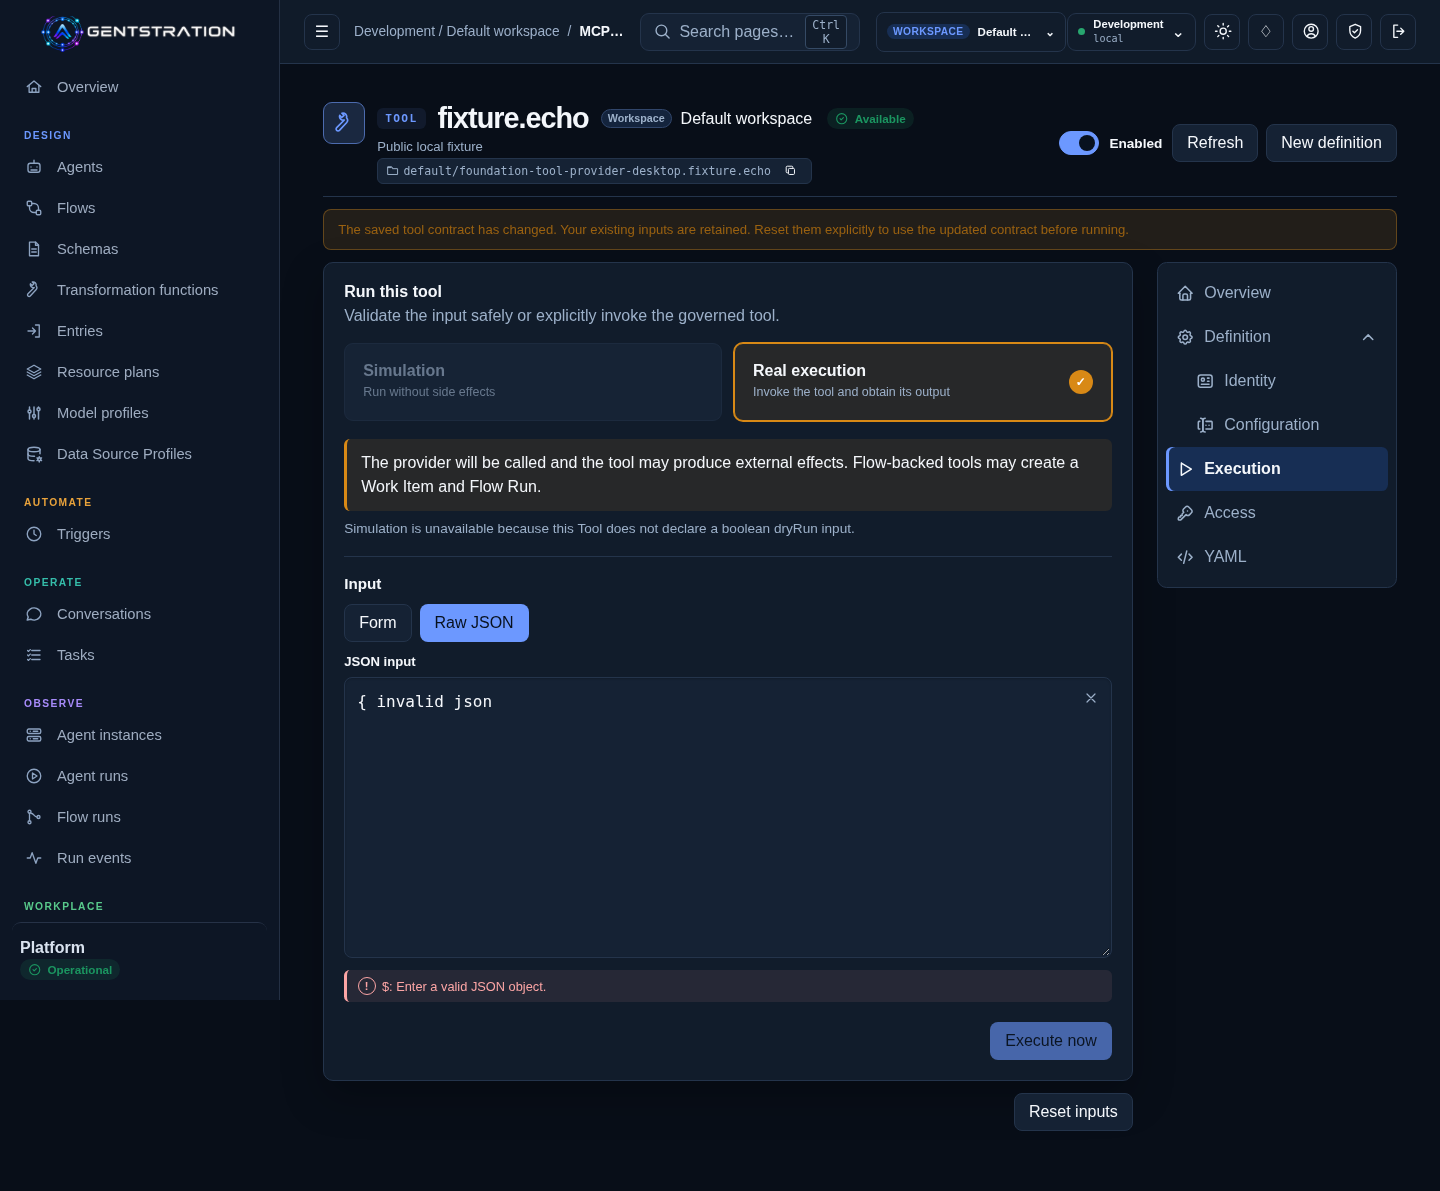 GENTSTRATION
Overview
DESIGN
Agents
Flows
Schemas
Transformation functions
Entries
Resource plans
Model profiles
Data Source Profiles
AUTOMATE
Triggers
OPERATE
Conversations
Tasks
OBSERVE
Agent instances
Agent runs
Flow runs
Run events
WORKPLACE
Platform
Operational
Development / Default workspace / MCP…
Search pages…
Ctrl
K
WORKSPACE Default …
Development
local
TOOL fixture.echo Workspace Default workspace Available
Public local fixture
default/foundation-tool-provider-desktop.fixture.echo
Enabled
Refresh
New definition
The saved tool contract has changed. Your existing inputs are retained. Reset them explicitly to use the updated contract before running.
Run this tool
Validate the input safely or explicitly invoke the governed tool.
Simulation
Run without side effects
Real execution
Invoke the tool and obtain its output
The provider will be called and the tool may produce external effects. Flow-backed tools may create a
Work Item and Flow Run.
Simulation is unavailable because this Tool does not declare a boolean dryRun input.
Input
Form
Raw JSON
JSON input
{ invalid json
$: Enter a valid JSON object.
Execute now
Reset inputs
Overview
Definition
Identity
Configuration
Execution
Access
YAML